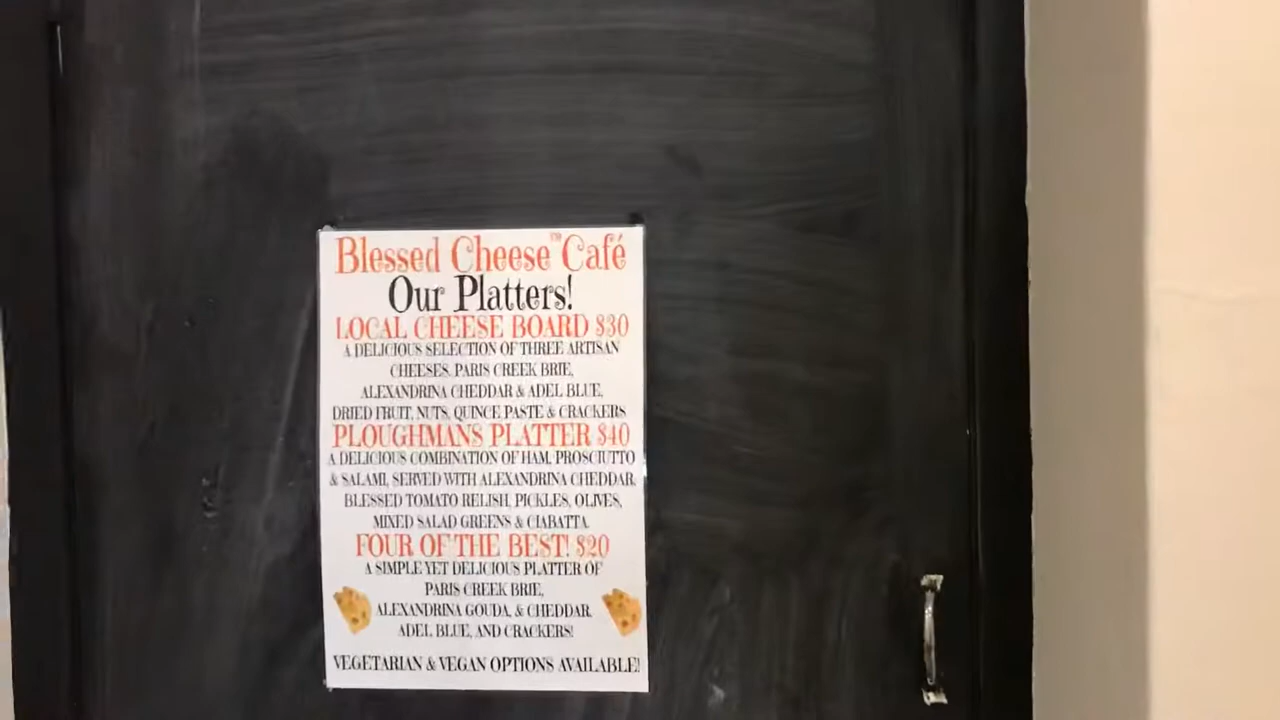 Blessed Cheese™ Café
Our Platters!
LOCAL CHEESE BOARD $30
A DELICIOUS SELECTION OF THREE ARTISAN
CHEESES. PARIS CREEK BRIE,
ALEXANDRINA CHEDDAR & ADEL BLUE,
DRIED FRUIT, NUTS, QUINCE PASTE & CRACKERS
PLOUGHMANS PLATTER $40
A DELICIOUS COMBINATION OF HAM, PROSCIUTTO
& SALAMI, SERVED WITH ALEXANDRINA CHEDDAR,
BLESSED TOMATO RELISH, PICKLES, OLIVES,
MIXED SALAD GREENS & CIABATTA.
FOUR OF THE BEST! $20
A SIMPLE YET DELICIOUS PLATTER OF
PARIS CREEK BRIE,
ALEXANDRINA GOUDA, & CHEDDAR.
ADEL BLUE, AND CRACKERS!
VEGETARIAN & VEGAN OPTIONS AVAILABLE!